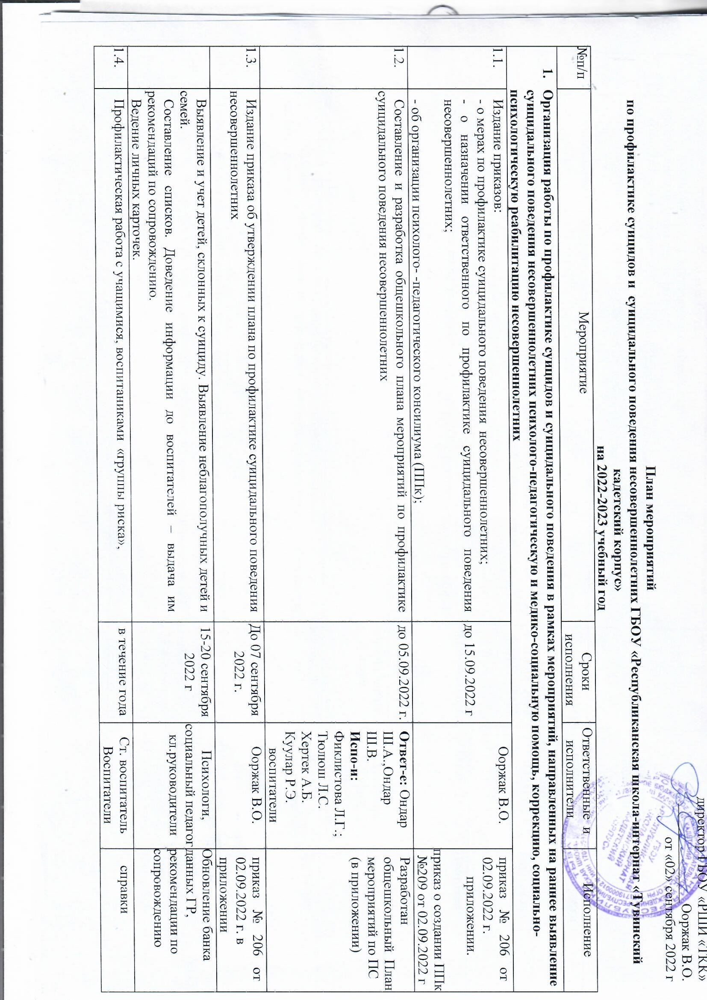 директор ГБОУ «РШИ «ТКК»
Ооржак В.О.
от «02» сентября 2022 г
План мероприятий
по профилактике суицидов и суицидального поведения несовершеннолетних ГБОУ «Республиканская школа-интернат «Тувинский
кадетский корпус»
на 2022-2023 учебный год
№п/п
Мероприятие
Сроки
исполнения
Ответственные и
исполнители
Исполнение
1. Организация работы по профилактике суицидов и суицидального поведения в рамках мероприятий, направленных на раннее выявление
суицидального поведения несовершеннолетних психолого-педагогическую и медико-социальную помощь, коррекцию, социально-
психологическую реабилитацию несовершеннолетних
1.1.
Издание приказов:
- о мерах по профилактике суицидального поведения несовершеннолетних;
- о назначении ответственного по профилактике суицидального поведения
несовершеннолетних;
- об организации психолого- -педагогического консилиума (ППк);
до 15.09.2022 г
Ооржак В.О.
приказ № 206 от
02.09.2022 г.
приложении.
приказ о создании ППк
№209 от 02.09.2022 г
1.2.
Составление и разработка общешкольного плана мероприятий по профилактике
суицидального поведения несовершеннолетних
до 05.09.2022 г.
Ответ-е: Ондар
Ш.А.,Ондар
Ш.В.
Испо-и:
Фиклистова Л.Г.;
Тюлюш Л.С.
Хертек А.Б.
Куулар Р.Э.
воспитатели
Разработан
общешкольный План
мероприятий по ПС
(в приложении)
1.3.
Издание приказа об утверждении плана по профилактике суицидального поведения
несовершеннолетних
До 07 сентября
2022 г.
Ооржак В.О.
приказ № 206 от
02.09.2022 г. в
приложении
Выявление и учет детей, склонных к суициду. Выявление неблагополучных детей и
семей.
Составление списков. Доведение информации до воспитателей – выдача им
рекомендаций по сопровождению.
Ведение личных карточек.
15-20 сентября
2022 г
Психологи,
социальный педагог
кл.руководители
Обновление банка
данных ГР,
рекомендации по
сопровождению
1.4.
Профилактическая работа с учащимися, воспитаниками «группы риска»,
в течение года
Ст. воспитатель
Воспитатели
справки